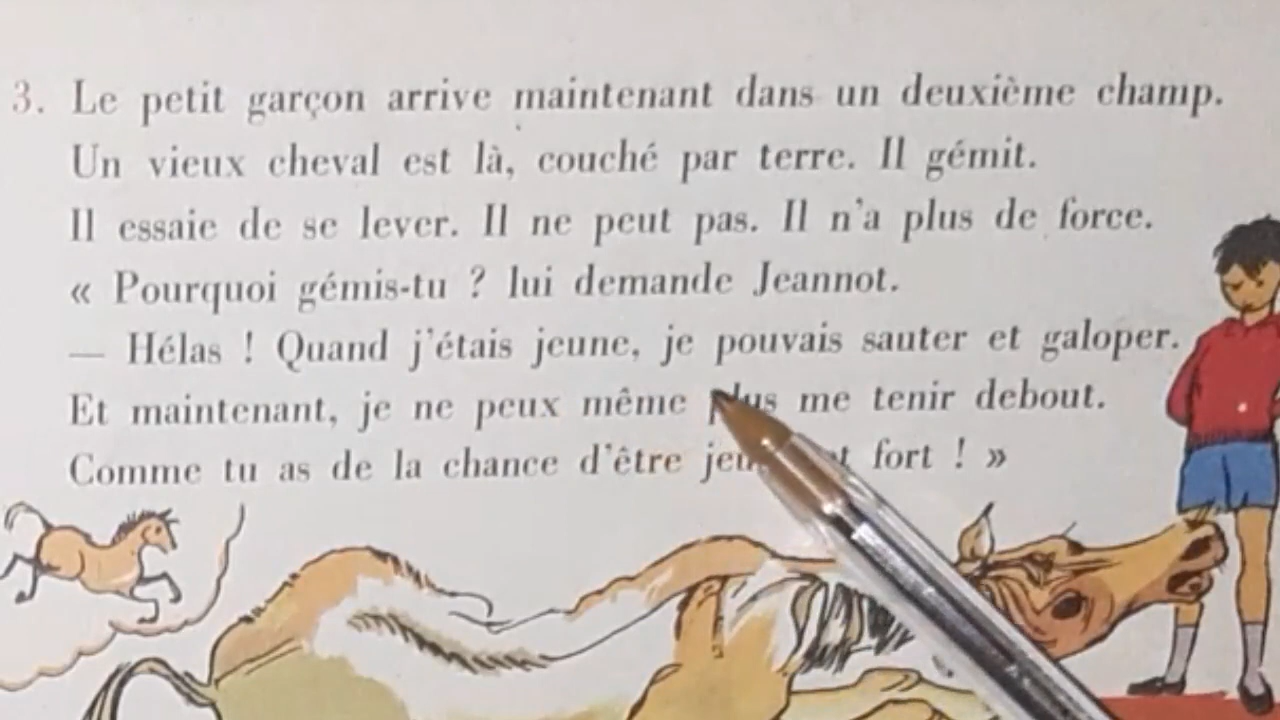 3. Le petit garçon arrive maintenant dans un deuxième champ.
Un vieux cheval est là, couché par terre. Il gémit.
Il essaie de se lever. Il ne peut pas. Il n'a plus de force.
« Pourquoi gémis-tu ? lui demande Jeannot.
— Hélas ! Quand j'étais jeune, je pouvais sauter et galoper.
Et maintenant, je ne peux même plus me tenir debout.
Comme tu as de la chance d'être fort ! »